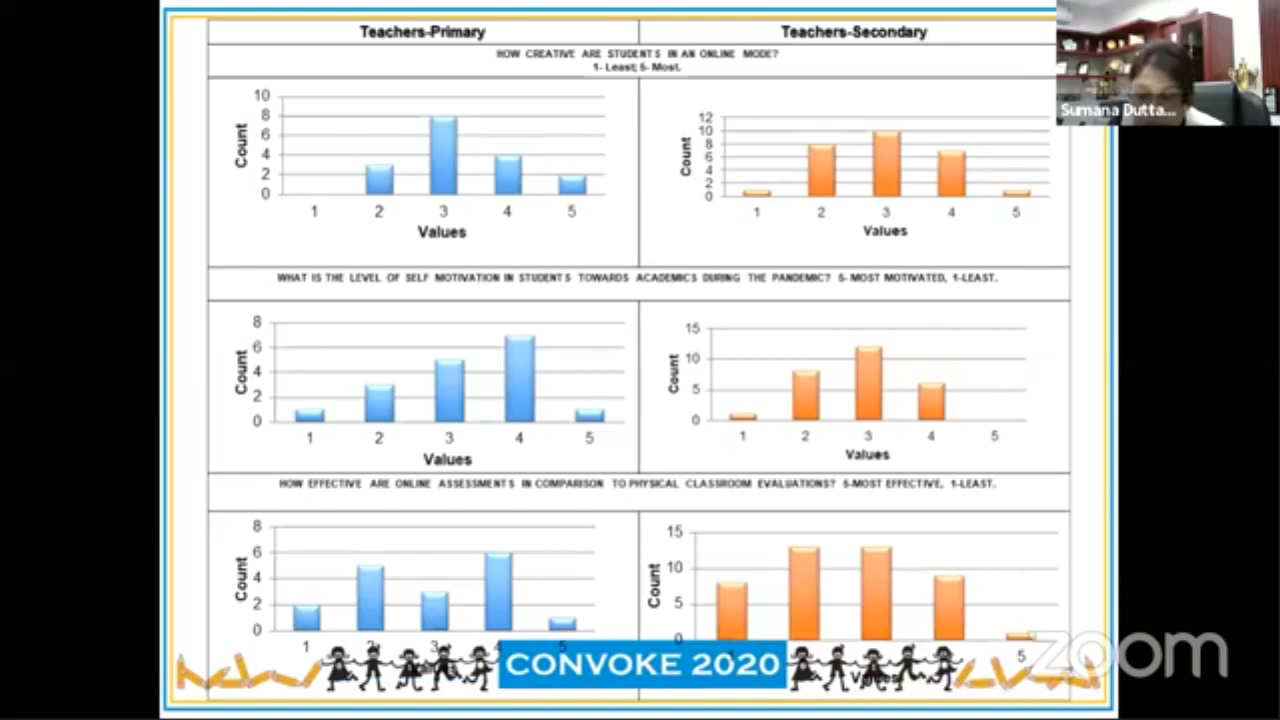 Teachers-Primary
Teachers-Secondary
HOW CREATIVE ARE STUDENTS IN AN ONLINE MODE?
1- Least; 5- Most.
10
8
6
4
2
0
Count
1 2 3 4 5
Values
12
10
8
6
4
2
0
Count
1 2 3 4 5
Values
WHAT IS THE LEVEL OF SELF MOTIVATION IN STUDENTS TOWARDS ACADEMICS DURING THE PANDEMIC? 5- MOST MOTIVATED, 1-LEAST.
8
6
4
2
0
Count
1 2 3 4 5
Values
15
10
5
0
Count
1 2 3 4 5
Values
HOW EFFECTIVE ARE ONLINE ASSESSMENTS IN COMPARISON TO PHYSICAL CLASSROOM EVALUATIONS? 5-MOST EFFECTIVE, 1-LEAST.
8
6
4
2
0
Count
1 2 3 4 5
15
10
5
0
Count
5
CONVOKE 2020
Sumana Dutta...
zoom